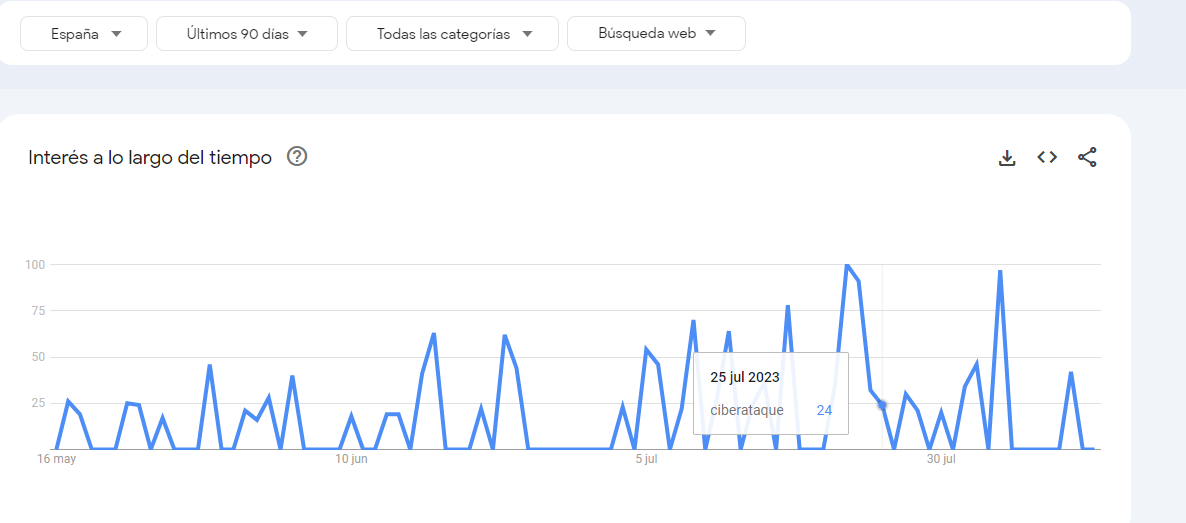 España
Últimos 90 días
Todas las categorías
Búsqueda web
Interés a lo largo del tiempo
100
75
50
25
25 jul 2023
ciberataque 24
16 may
10 jun
5 jul
30 jul